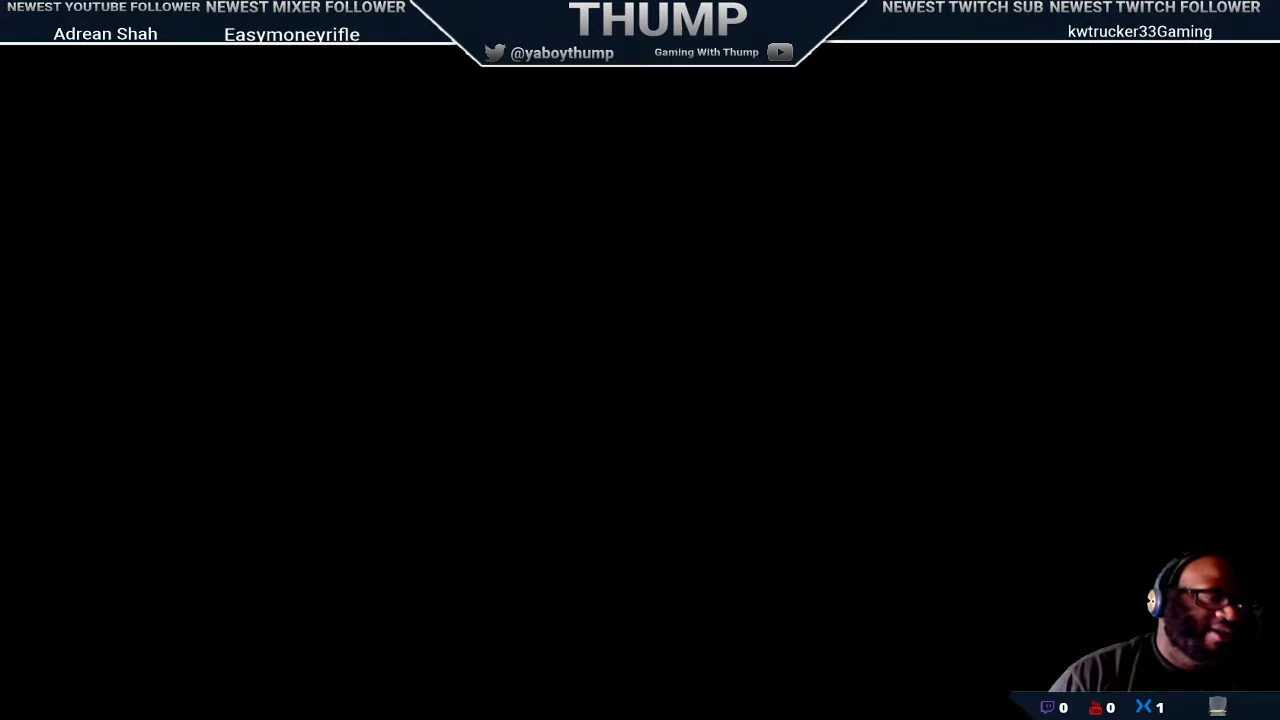 NEWEST YOUTUBE FOLLOWER NEWEST MIXER FOLLOWER THUMP NEWEST TWITCH SUB NEWEST TWITCH FOLLOWER
Adrean Shah Easymoneyrifle kwtrucker33Gaming
@yaboythump Gaming With Thump
0 0 1